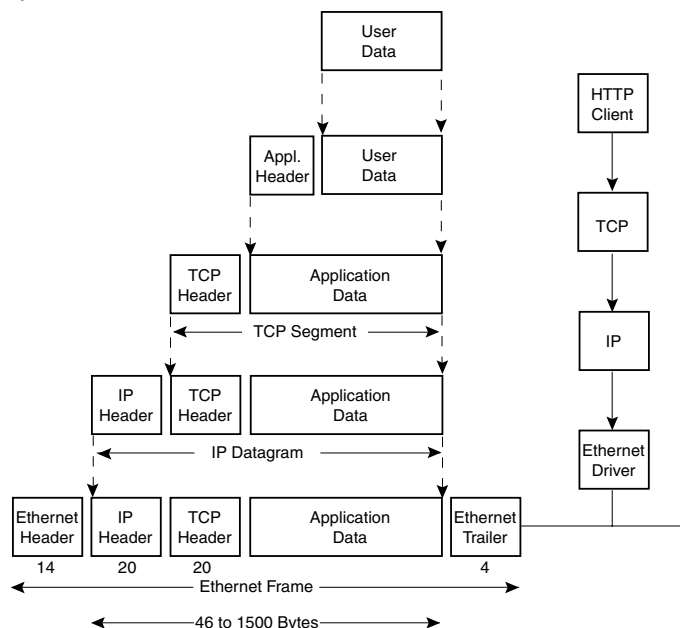 User
Data
HTTP
Client
Appl.
Header
User
Data
TCP
TCP
Header
Application
Data
TCP Segment
IP
IP
Header
TCP
Header
Application
Data
IP Datagram
Ethernet
Driver
Ethernet
Header
IP
Header
TCP
Header
Application
Data
Ethernet
Trailer
14
20
20
4
Ethernet Frame
46 to 1500 Bytes